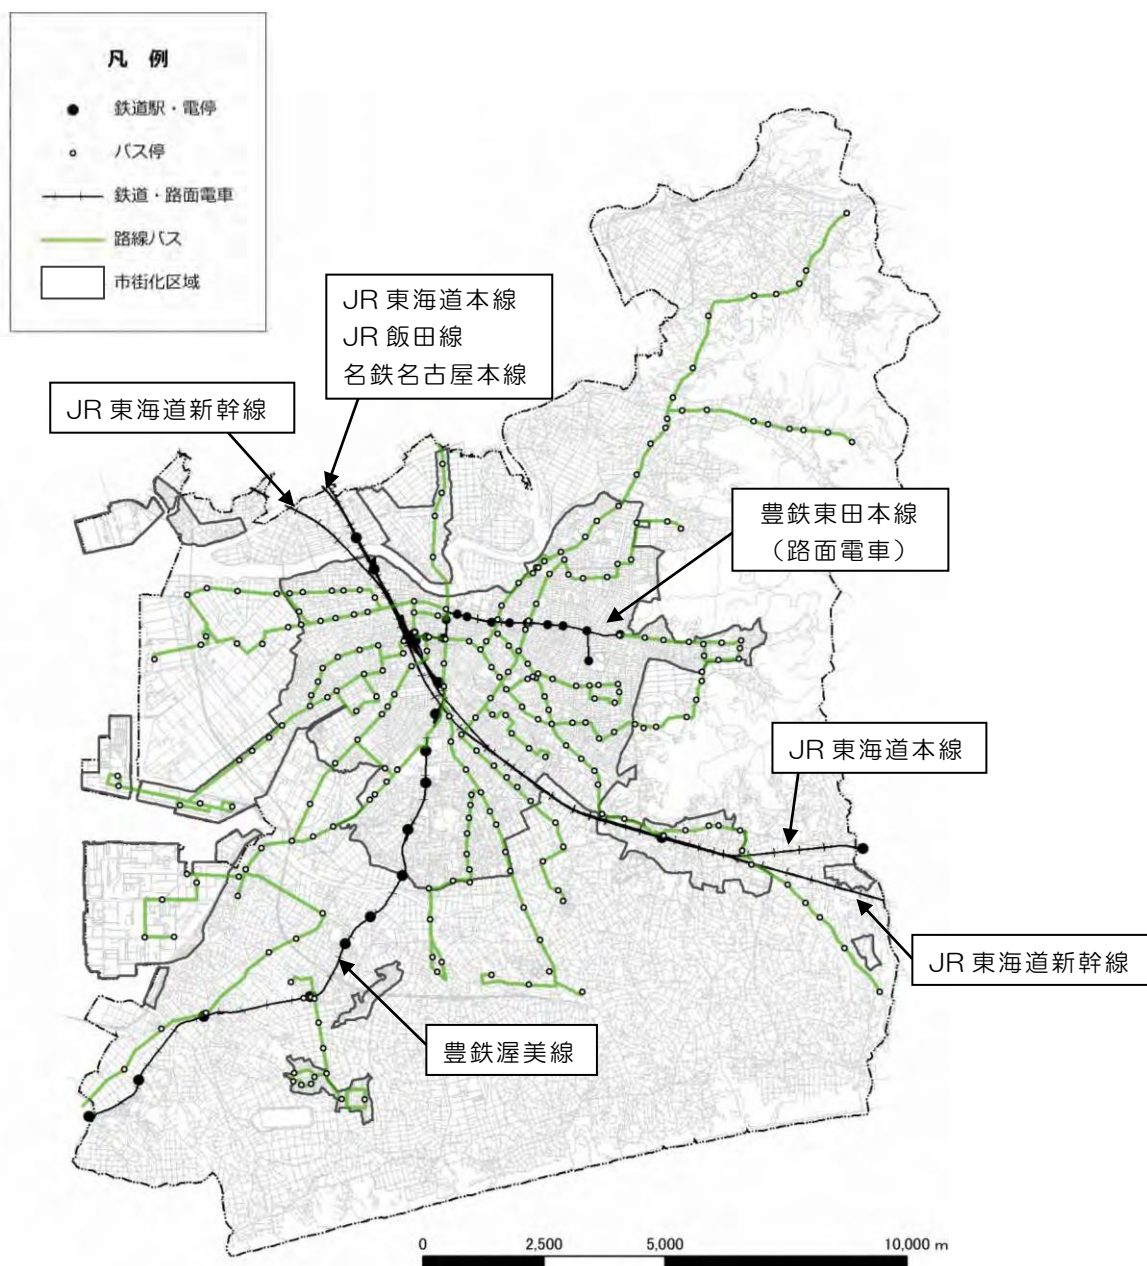 凡 例
鉄道駅・電停
バス停
鉄道・路面電車
路線バス
市街化区域
JR 東海道本線
JR 飯田線
名鉄名古屋本線
JR 東海道新幹線
豊鉄東田本線
（路面電車）
JR 東海道本線
JR 東海道新幹線
豊鉄渥美線
0 2,500 5,000 10,000 m